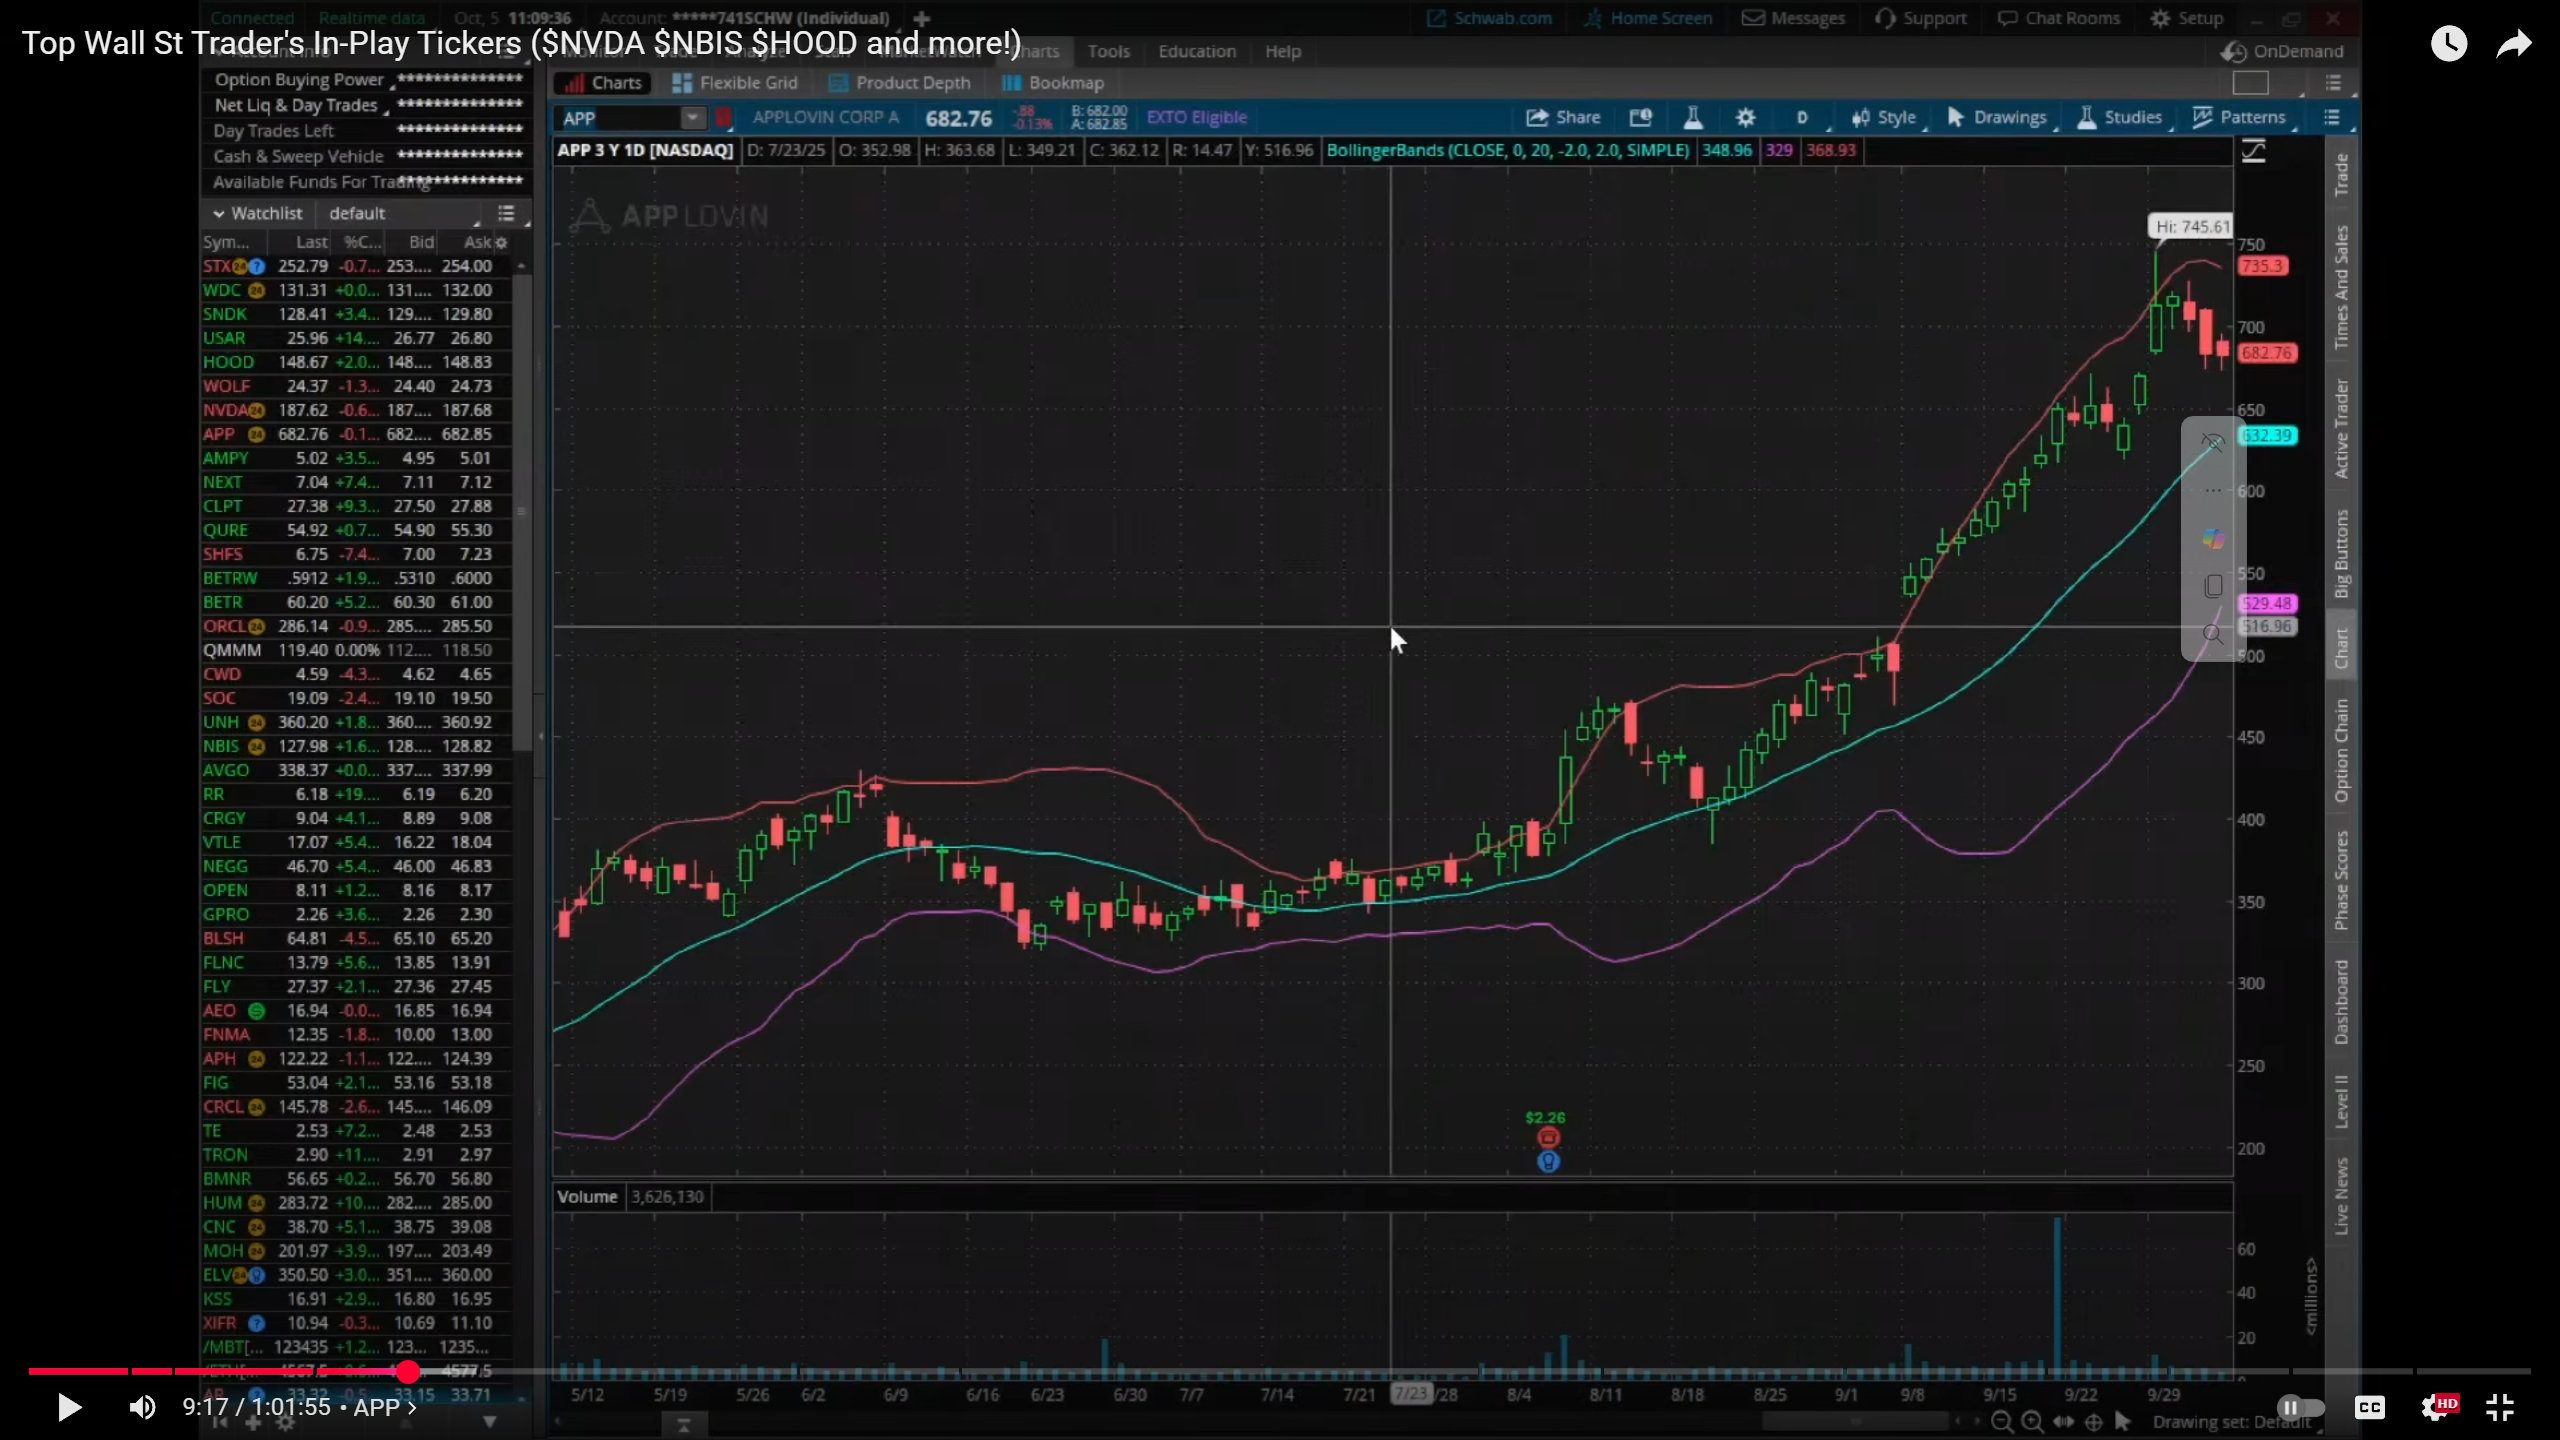 Connected Realtime data Oct, 5 11:09:36 Account: *****741SCHW (Individual)
Schwab.com Home Screen Messages Support Chat Rooms Setup
Top Wall St Trader's In-Play Tickers ($NVDA $NBIS $HOOD and more!)
Charts Tools Education Help OnDemand
Option Buying Power **************
Net Liq & Day Trades **************
Day Trades Left **************
Cash & Sweep Vehicle **************
Available Funds For Trading **************
Charts Flexible Grid Product Depth Bookmap
APP APPLOVIN CORP A 682.76 -.88 -0.13% B: 682.00 A: 682.85 EXTO Eligible Share D Style Drawings Studies Patterns
APP 3 Y 1D [NASDAQ] D: 7/23/25 O: 352.98 H: 363.68 L: 349.21 C: 362.12 R: 14.47 Y: 516.96 BollingerBands (CLOSE, 0, 20, -2.0, 2.0, SIMPLE) 348.96 329 368.93
Watchlist default
Sym... Last %C... Bid Ask
STX 252.79 -0.7... 253.... 254.00
WDC 131.31 +0.0... 131.... 132.00
SNDK 128.41 +3.4... 129.... 129.80
USAR 25.96 +14.... 26.77 26.80
HOOD 148.67 +2.0... 148.... 148.83
WOLF 24.37 -1.3... 24.40 24.73
NVDA 187.62 -0.6... 187.... 187.68
APP 682.76 -0.1... 682.... 682.85
AMPY 5.02 +3.5... 4.95 5.01
NEXT 7.04 +7.4... 7.11 7.12
CLPT 27.38 +9.3... 27.50 27.88
QURE 54.92 +0.7... 54.90 55.30
SHFS 6.75 -7.4... 7.00 7.23
BETRW .5912 +1.9... .5310 .6000
BETR 60.20 +5.2... 60.30 61.00
ORCL 286.14 -0.9... 285.... 285.50
QMMM 119.40 0.00% 112.... 118.50
CWD 4.59 -4.3... 4.62 4.65
SOC 19.09 -2.4... 19.10 19.50
UNH 360.20 +1.8... 360.... 360.92
NBIS 127.98 +1.6... 128.... 128.82
AVGO 338.37 +0.0... 337.... 337.99
RR 6.18 +19.... 6.19 6.20
CRGY 9.04 +4.1... 8.89 9.08
VTLE 17.07 +5.4... 16.22 18.04
NEGG 46.70 +5.4... 46.00 46.83
OPEN 8.11 +1.2... 8.16 8.17
GPRO 2.26 +3.6... 2.26 2.30
BLSH 64.81 -4.5... 65.10 65.20
FLNC 13.79 +5.6... 13.85 13.91
FLY 27.37 +2.1... 27.36 27.45
AEO 16.94 -0.0... 16.85 16.94
FNMA 12.35 -1.8... 10.00 13.00
APH 122.22 -1.1... 122.... 124.39
FIG 53.04 +2.1... 53.16 53.18
CRCL 145.78 -2.6... 145.... 146.09
TE 2.53 +7.2... 2.48 2.53
TRON 2.90 +11.... 2.91 2.97
BMNR 56.65 +0.2... 56.70 56.80
HUM 283.72 +10.... 282.... 285.00
CNC 38.70 +5.1... 38.75 39.08
MOH 201.97 +3.9... 197.... 203.49
ELV 350.50 +3.0... 351.... 360.00
KSS 16.91 +2.9... 16.80 16.95
XIFR 10.94 -0.3... 10.69 11.10
/MBT[... 123435 +1.2... 123... 1235...
33.15 33.71
APPLOVIN
Hi: 745.61
750
735.3
700
682.76
650
632.39
600
550
529.48
516.96
500
450
400
350
300
250
200
$2.26
Volume 3,626,130
60
40
20
<millions>
5/12 5/19 5/26 6/2 6/9 6/16 6/23 6/30 7/7 7/14 7/21 7/23 /28 8/4 8/11 8/18 8/25 9/1 9/8 9/15 9/22 9/29
Drawing set: Default
Trade
Times And Sales
Active Trader
Big Buttons
Chart
Option Chain
Phase Scores
Dashboard
Level II
Live News
9:17 / 1:01:55 • APP
CC HD